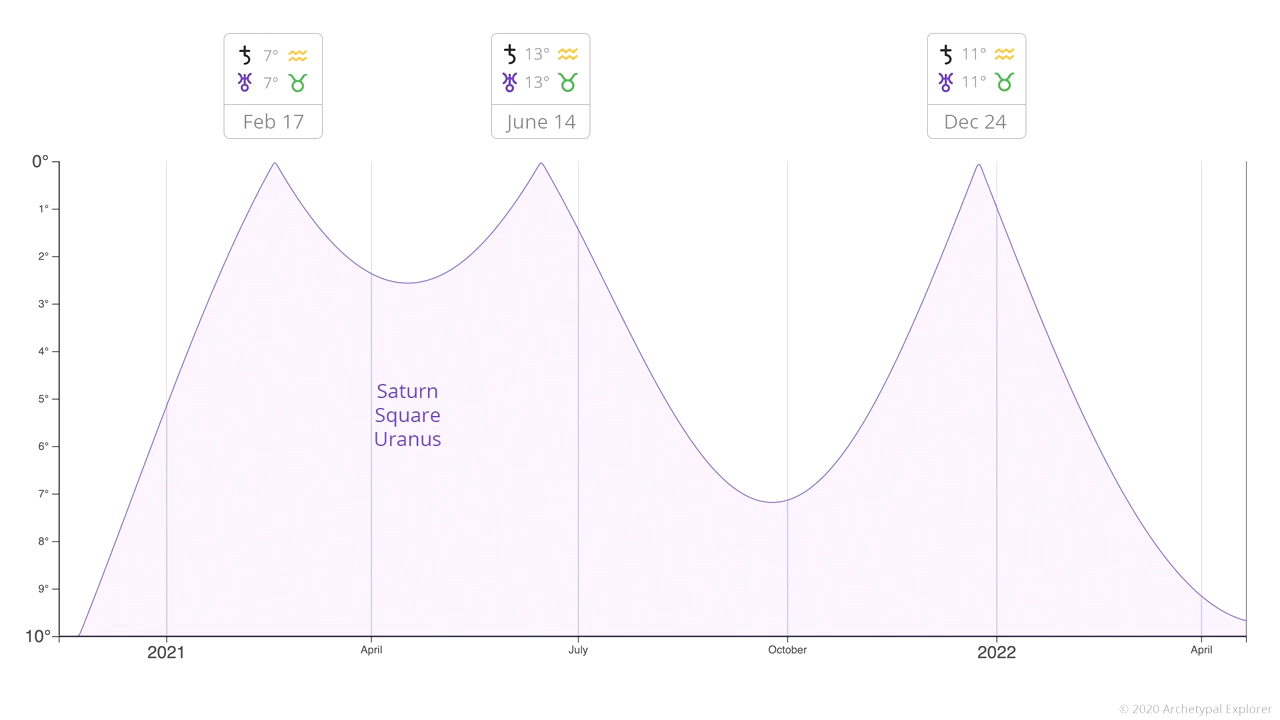 ♄ 7° ♒
♅ 7° ♉
Feb 17
♄ 13° ♒
♅ 13° ♉
June 14
♄ 11° ♒
♅ 11° ♉
Dec 24
0°
1°
2°
3°
4°
5°
6°
7°
8°
9°
10°
Saturn
Square
Uranus
2021
April
July
October
2022
April
© 2020 Archetypal Explorer